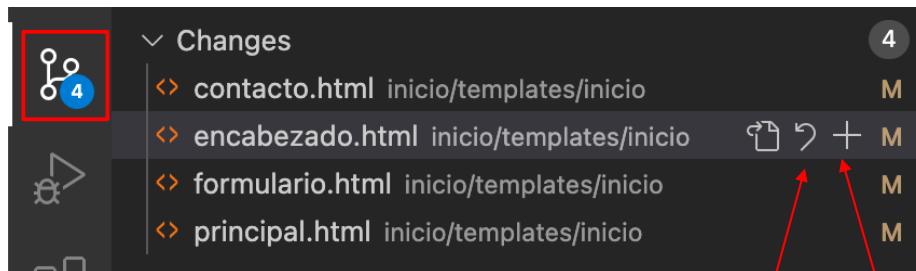 Changes 4
4
contacto.html inicio/templates/inicio M
encabezado.html inicio/templates/inicio M
formulario.html inicio/templates/inicio M
principal.html inicio/templates/inicio M